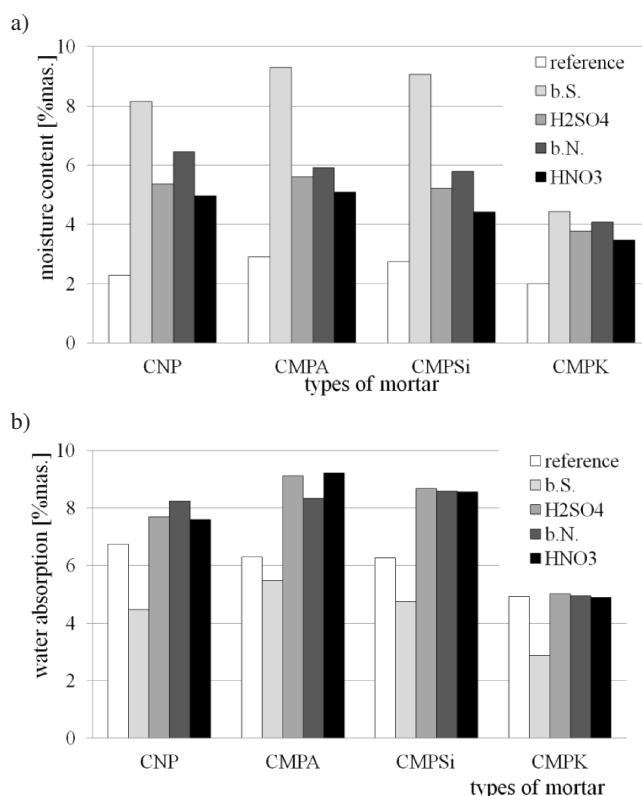 a)
10
8
6
4
2
0
moisture content [%mas.]
reference
b.S.
H2SO4
b.N.
HNO3
CNP CMPA CMPSi CMPK
types of mortar
b)
10
8
6
4
2
0
water absorption [%mas.]
reference
b.S.
H2SO4
b.N.
HNO3
CNP CMPA CMPSi CMPK
types of mortar